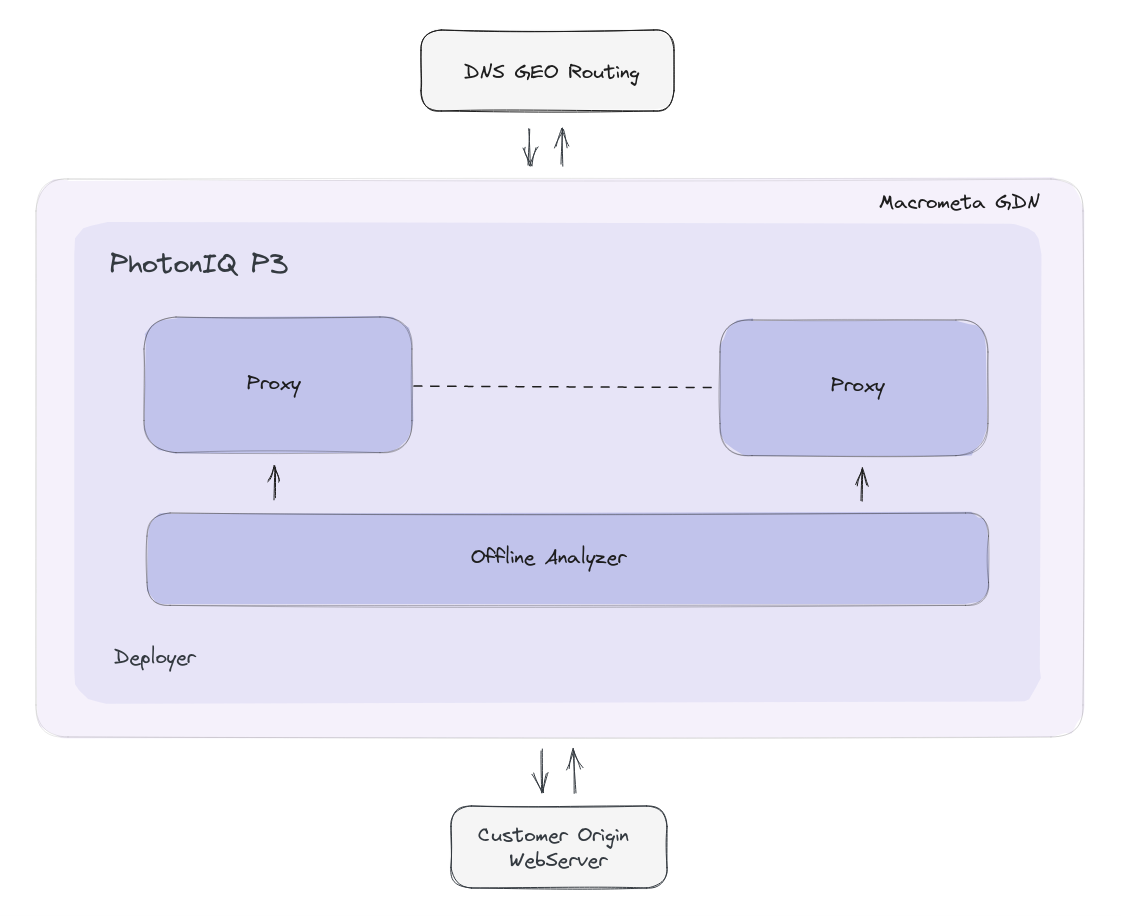 DNS GEO Routing
Macrometa GDN
PhotonIQ P3
Proxy
Proxy
Offline Analyzer
Deployer
Customer Origin
WebServer